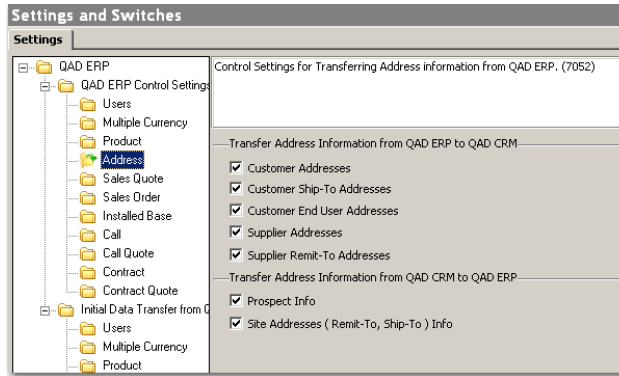 Settings and Switches
Settings
QAD ERP
QAD ERP Control Settings
Users
Multiple Currency
Product
Address
Sales Quote
Sales Order
Installed Base
Call
Call Quote
Contract
Contract Quote
Initial Data Transfer from
Users
Multiple Currency
Product
Control Settings for Transferring Address information from QAD ERP. (7052)
Transfer Address Information from QAD ERP to QAD CRM
Customer Addresses
Customer Ship-To Addresses
Customer End User Addresses
Supplier Addresses
Supplier Remit-To Addresses
Transfer Address Information from QAD CRM to QAD ERP
Prospect Info
Site Addresses ( Remit-To, Ship-To ) Info